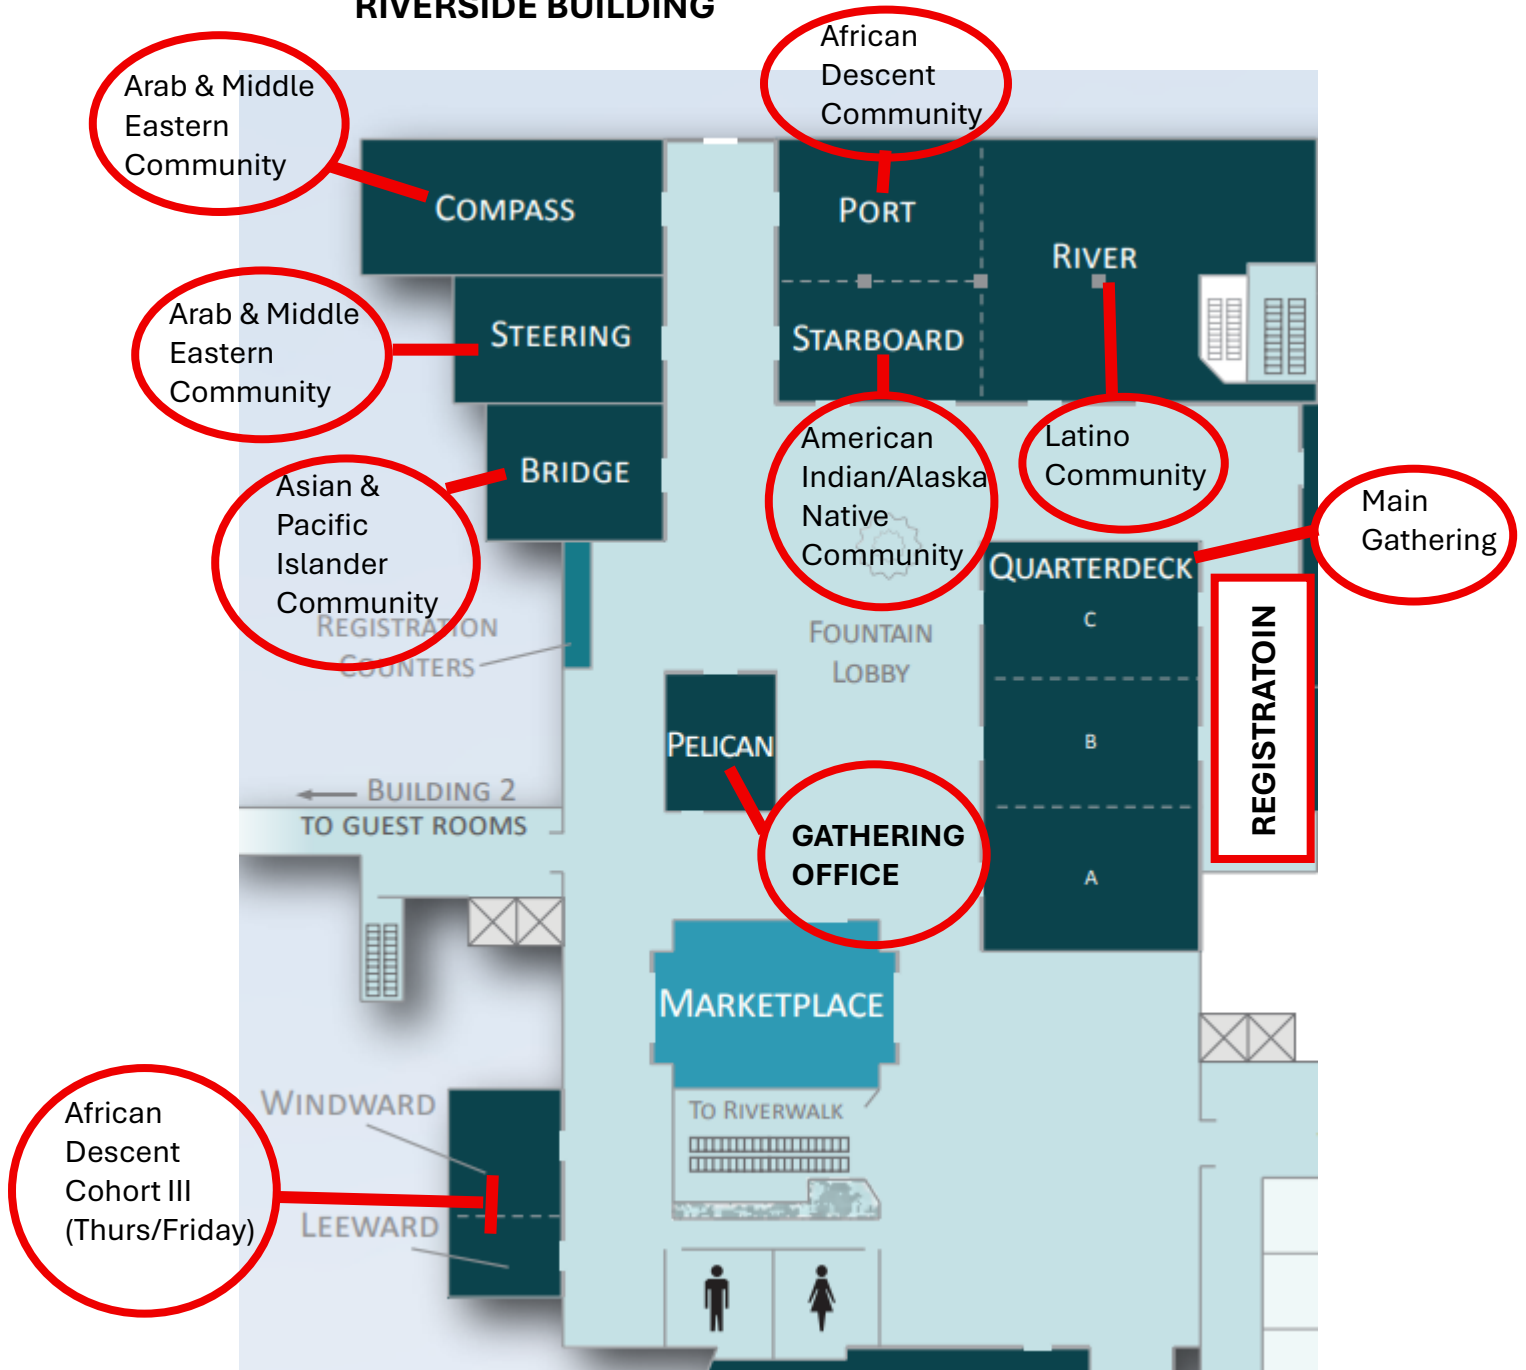 RIVERSIDE BUILDING
African
Descent
Community
Arab & Middle
Eastern
Community
COMPASS
PORT
RIVER
Arab & Middle
Eastern
Community
STEERING
STARBOARD
American
Indian/Alaska
Native
Community
Latino
Community
BRIDGE
Asian &
Pacific
Islander
Community
Main
Gathering
QUARTERDECK
C
B
A
REGISTRATOIN
REGISTRATION
COUNTERS
FOUNTAIN
LOBBY
PELICAN
BUILDING 2
TO GUEST ROOMS
GATHERING
OFFICE
MARKETPLACE
TO RIVERWALK
WINDWARD
LEEWARD
African
Descent
Cohort III
(Thurs/Friday)